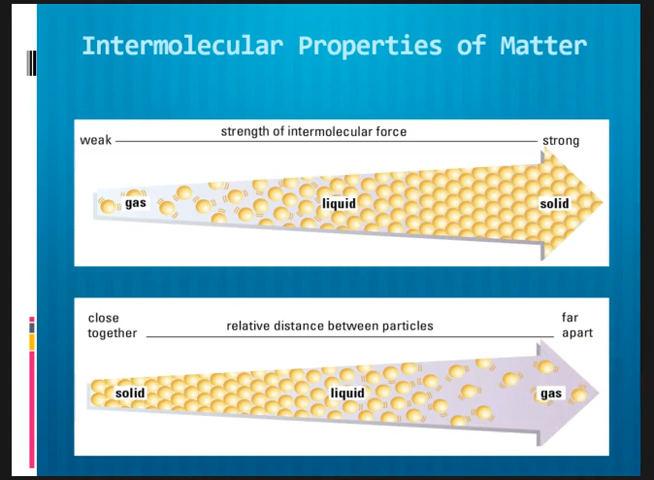 Intermolecular Properties of Matter
strength of intermolecular force
weak
strong
gas
liquid
solid
close
together
relative distance between particles
far
apart
solid
liquid
gas